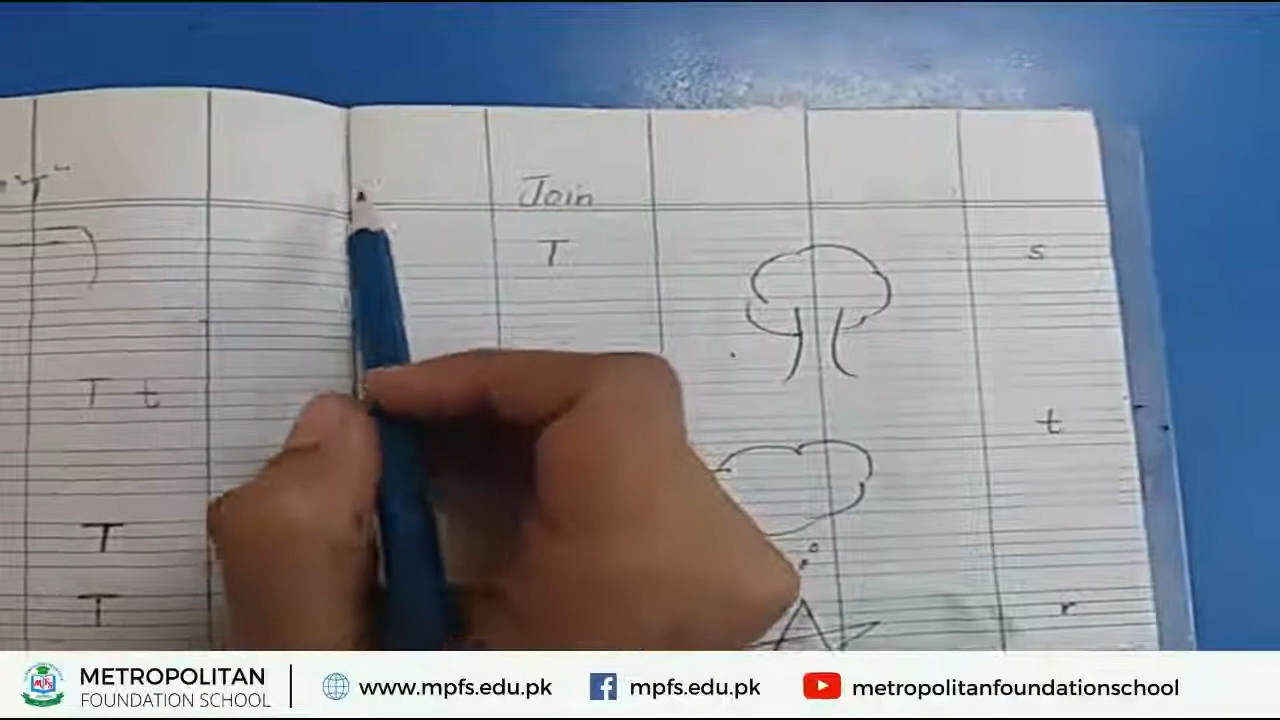 "T"
Join
T
s
T t
t
T
T
r
METROPOLITAN
FOUNDATION SCHOOL
www.mpfs.edu.pk
mpfs.edu.pk
metropolitanfoundationschool